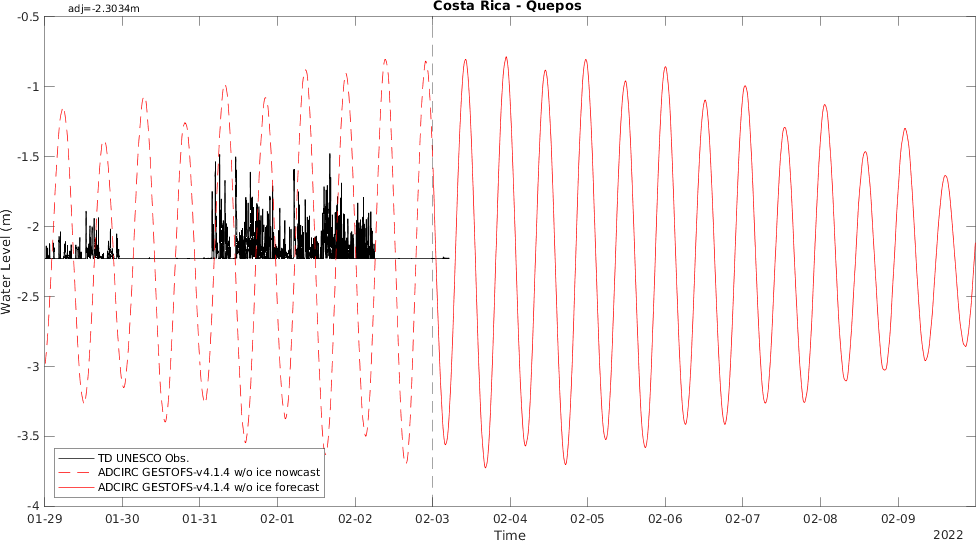 Costa Rica - Quepos
adj=-2.3034m
-0.5
-1
-1.5
-2
-2.5
-3
-3.5
-4
Water Level (m)
TD UNESCO Obs.
ADCIRC GESTOFS-v4.1.4 w/o ice nowcast
ADCIRC GESTOFS-v4.1.4 w/o ice forecast
01-29 01-30 01-31 02-01 02-02 02-03 02-04 02-05 02-06 02-07 02-08 02-09
Time
2022